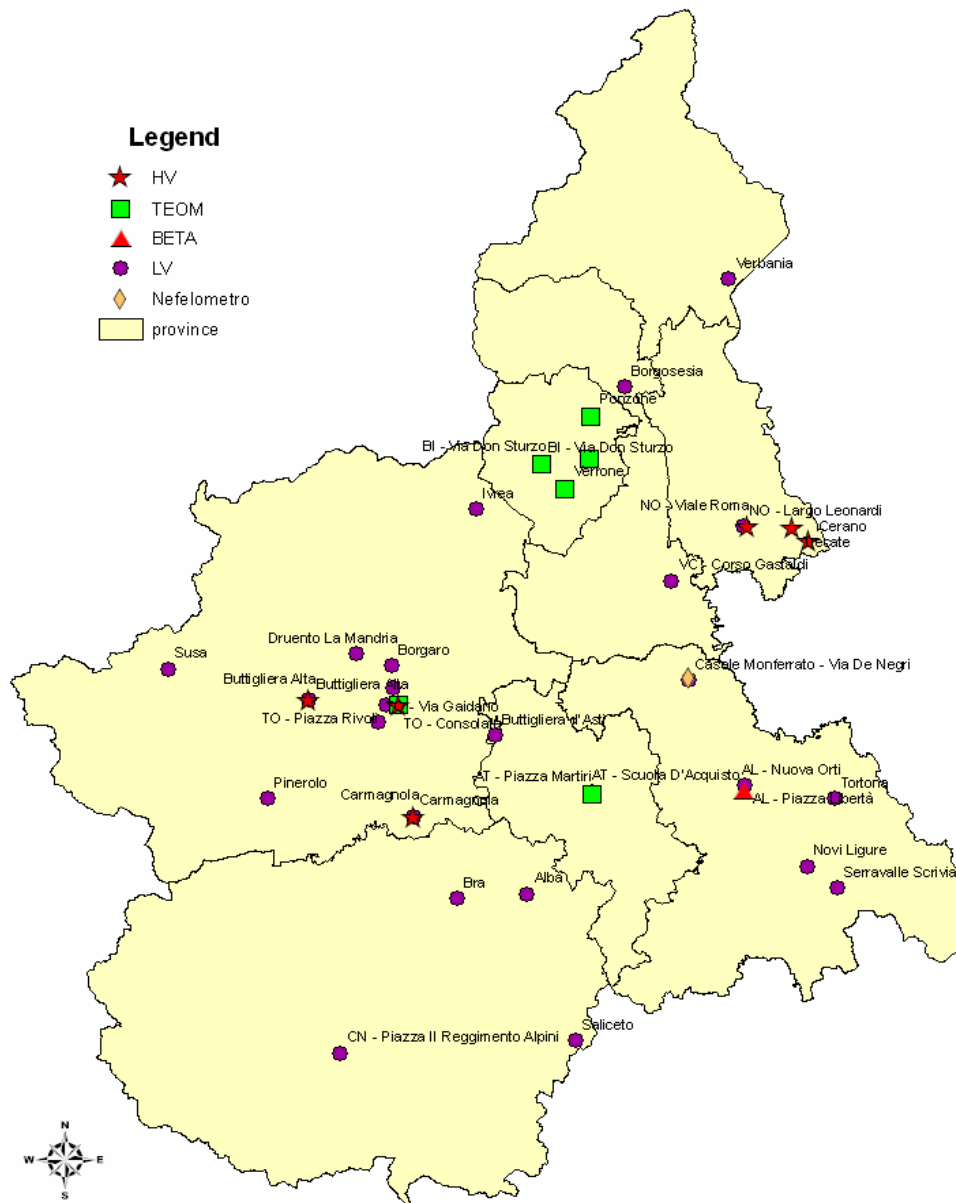 Legend
HV
TEOM
BETA
LV
Nefelometro
province
Verbania
Borgosesia
Ponzone
BI - Via Don Sturzo
BI - Via Don Sturzo
Verrone
Ivrea
NO - Viale Roma
NO - Largo Leonardi
Cerano
VC - Corso Gastaldi
Druento La Mandria
Borgaro
Susa
Casale Monferrato - Via De Negri
Buttigliera Alta
Buttigliera Alta
- Via Gaidano
TO - Piazza Rivoli
TO - Consolata
Buttigliera d'Asti
AT - Piazza Martiri
AT - Scuola D'Acquisto
AL - Nuova Orti
Tortona
Pinerolo
AL - Piazza Libertà
Carmagnola
Carmagnola
Novi Ligure
Serravalle Scrivia
Bra
Alba
Saliceto
CN - Piazza II Reggimento Alpini
N
W
E
S